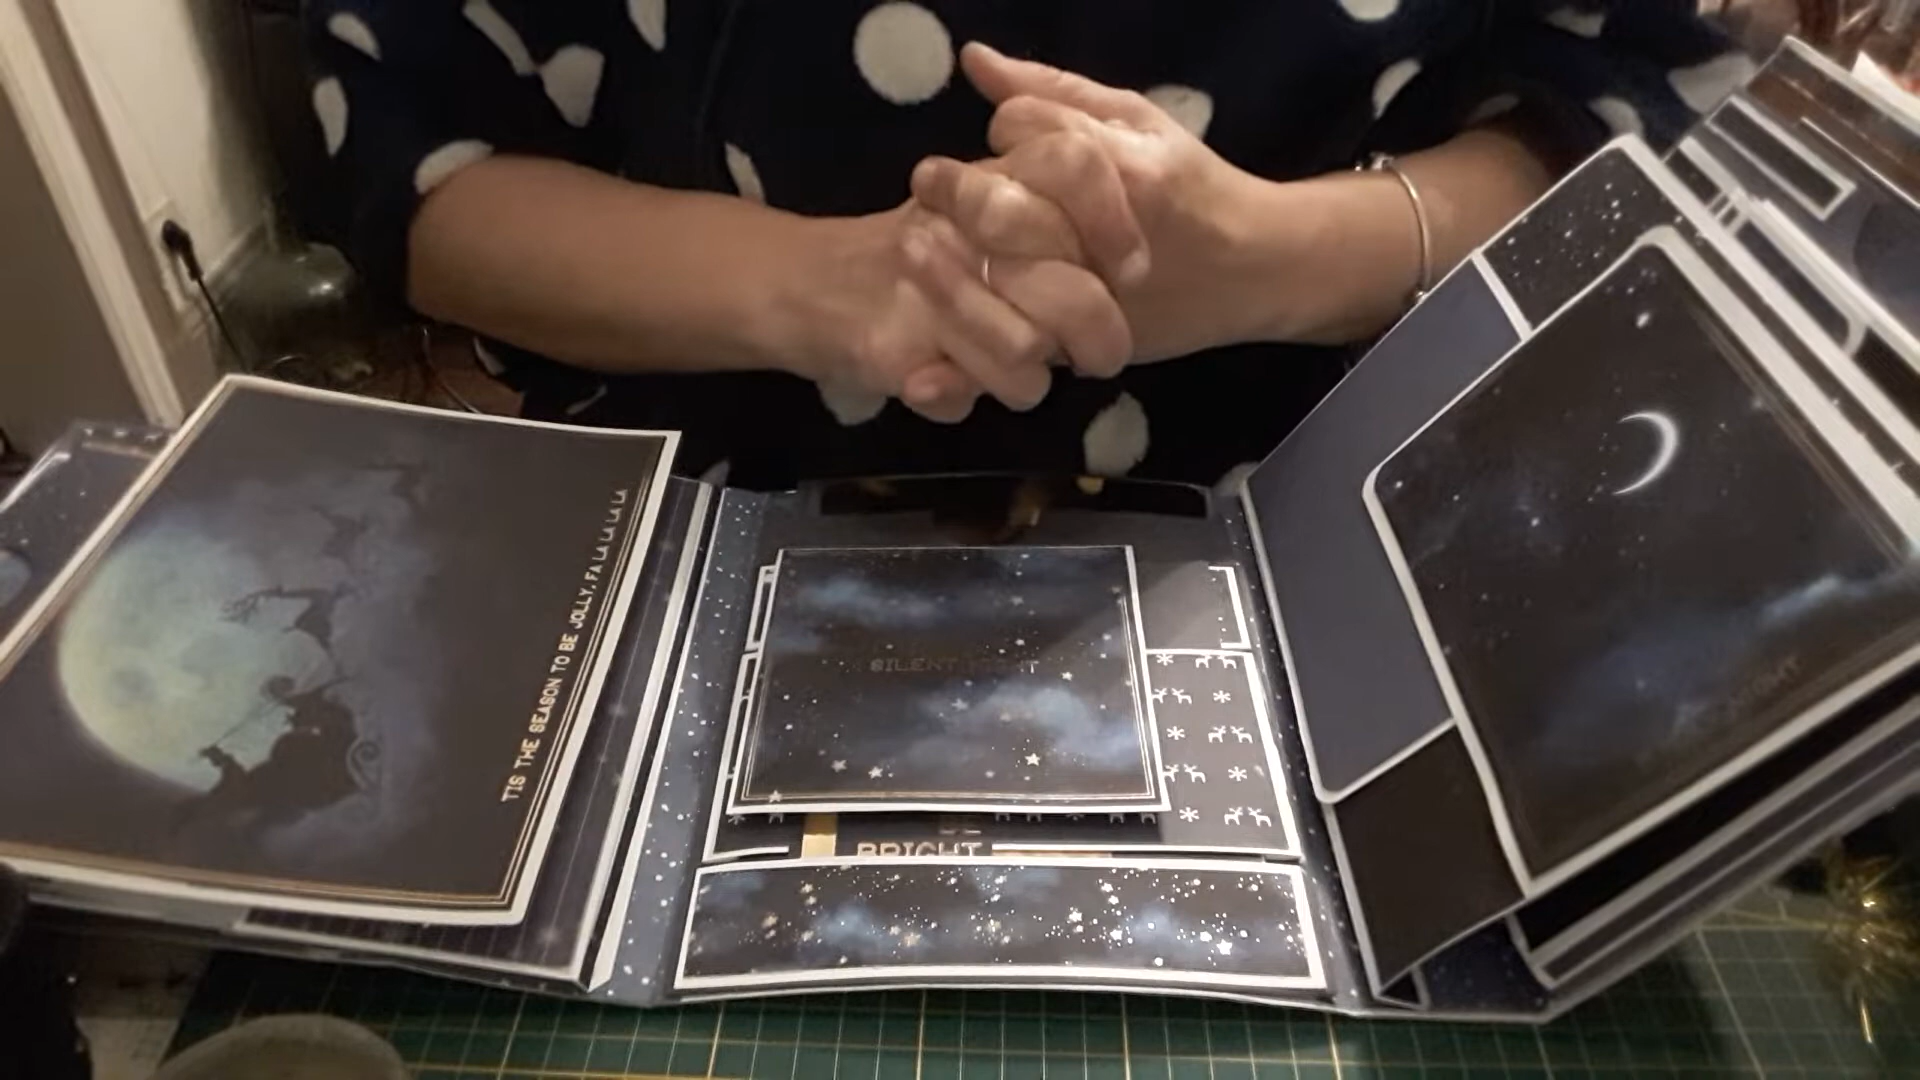 'TIS THE SEASON TO BE JOLLY, FA LA LA LA LA
SILENT NIGHT
BRIGHT